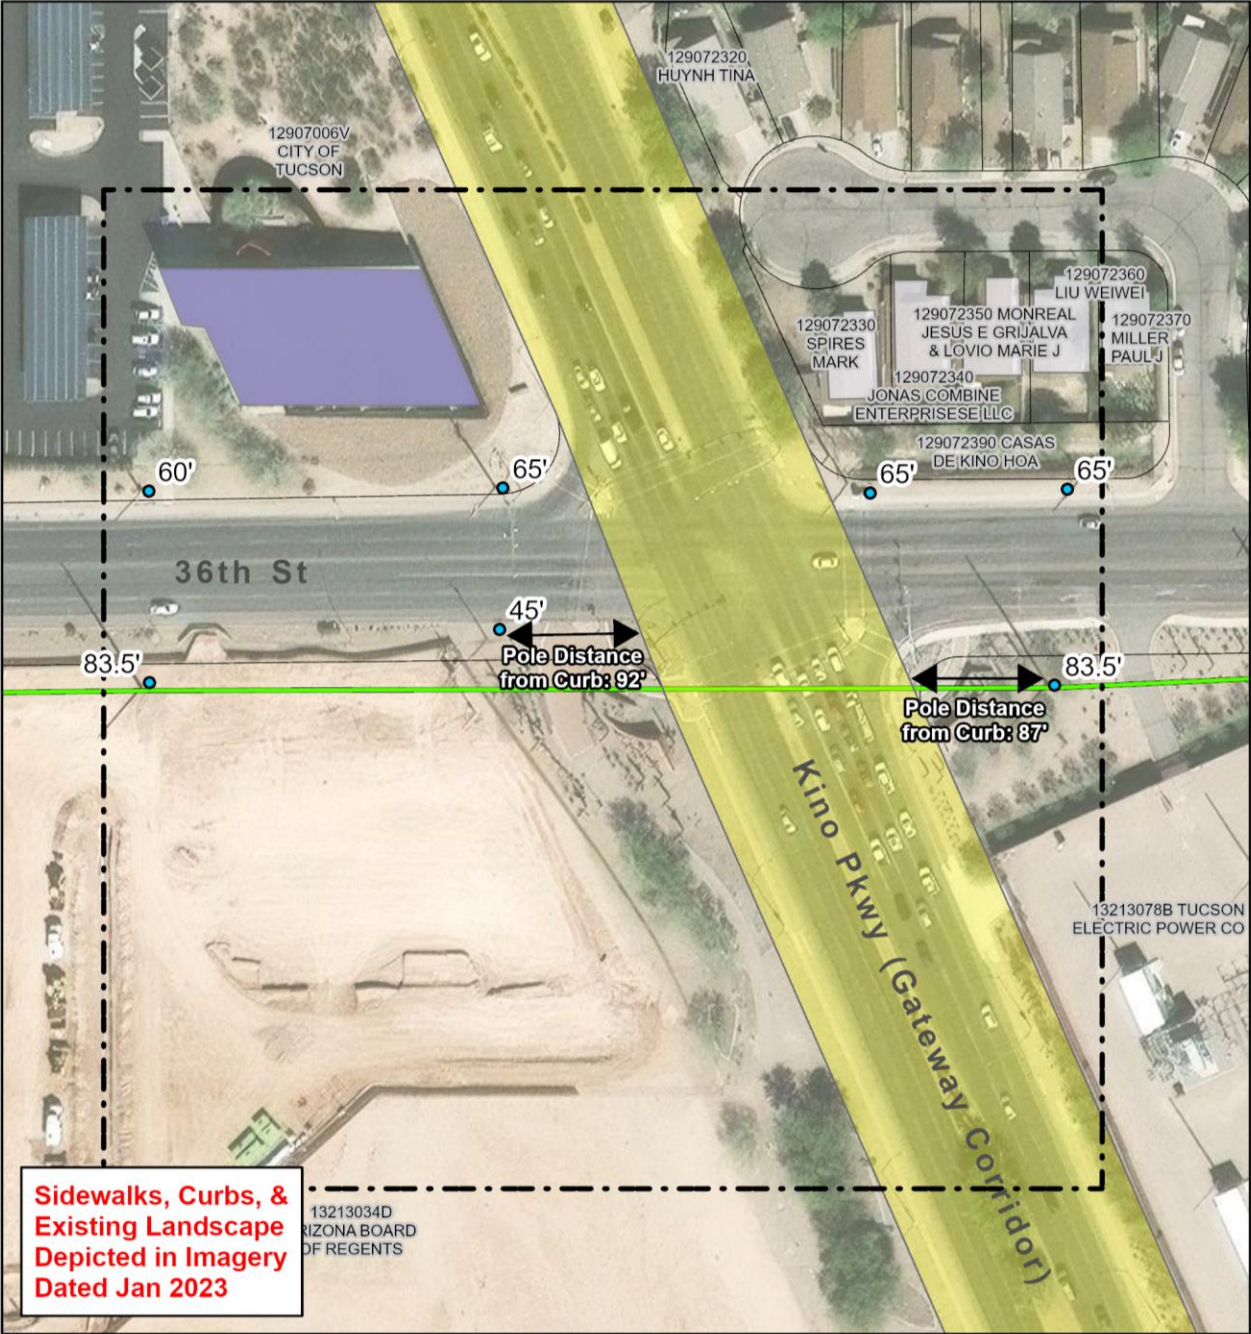 129072320
HUYNH TINA
12907006V
CITY OF
TUCSON
129072360
LIU WEIWEI
129072350 MONREAL
JESUS E GRIJALVA
& LOVIO MARIE J
129072330
SPIRES
MARK
129072370
MILLER
PAUL J
129072340
JONAS COMBINE
ENTERPRISESE LLC
129072390 CASAS
DE KINO HOA
60'
65'
65'
65'
36th St
45'
Pole Distance
from Curb: 92'
83.5'
83.5'
Pole Distance
from Curb: 87'
Kino Pkwy (Gateway Corridor)
13213078B TUCSON
ELECTRIC POWER CO
Sidewalks, Curbs, &
Existing Landscape
Depicted in Imagery
Dated Jan 2023
13213034D
RIZONA BOARD
OF REGENTS